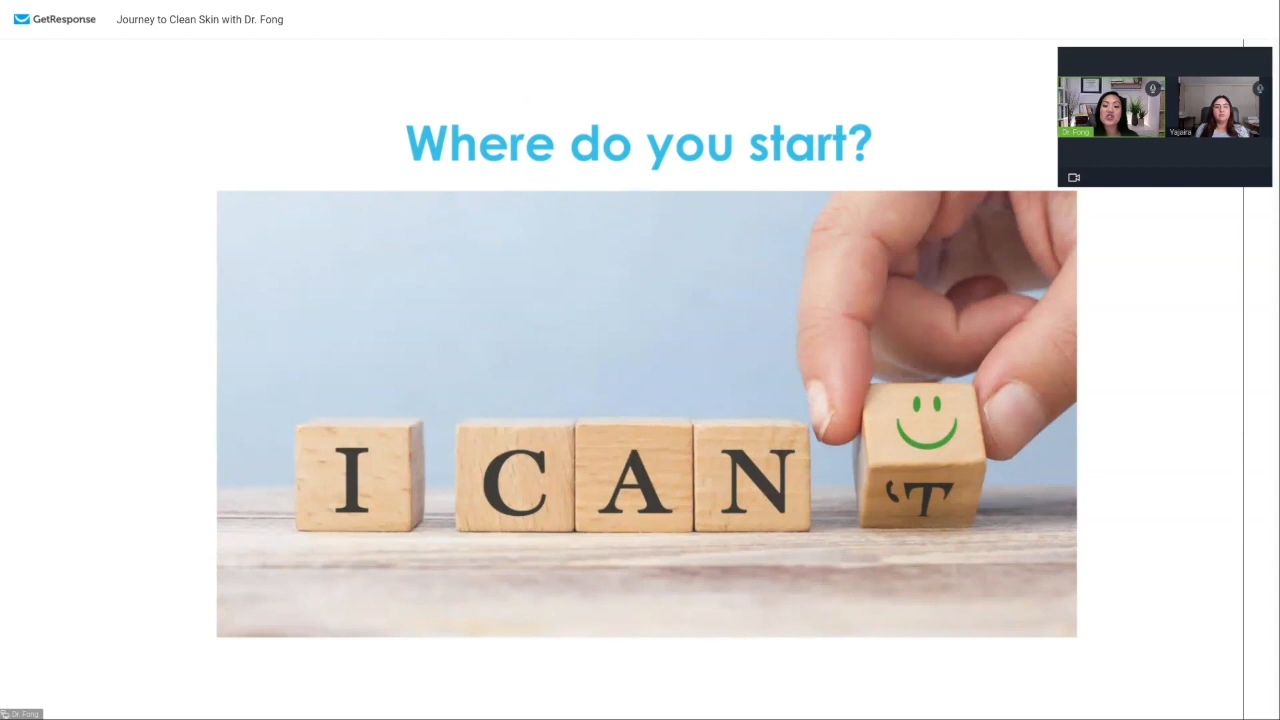 GetResponse Journey to Clean Skin with Dr. Fong
Where do you start?
Dr. Fong
Yajaira
I CAN 'T
Dr. Fong